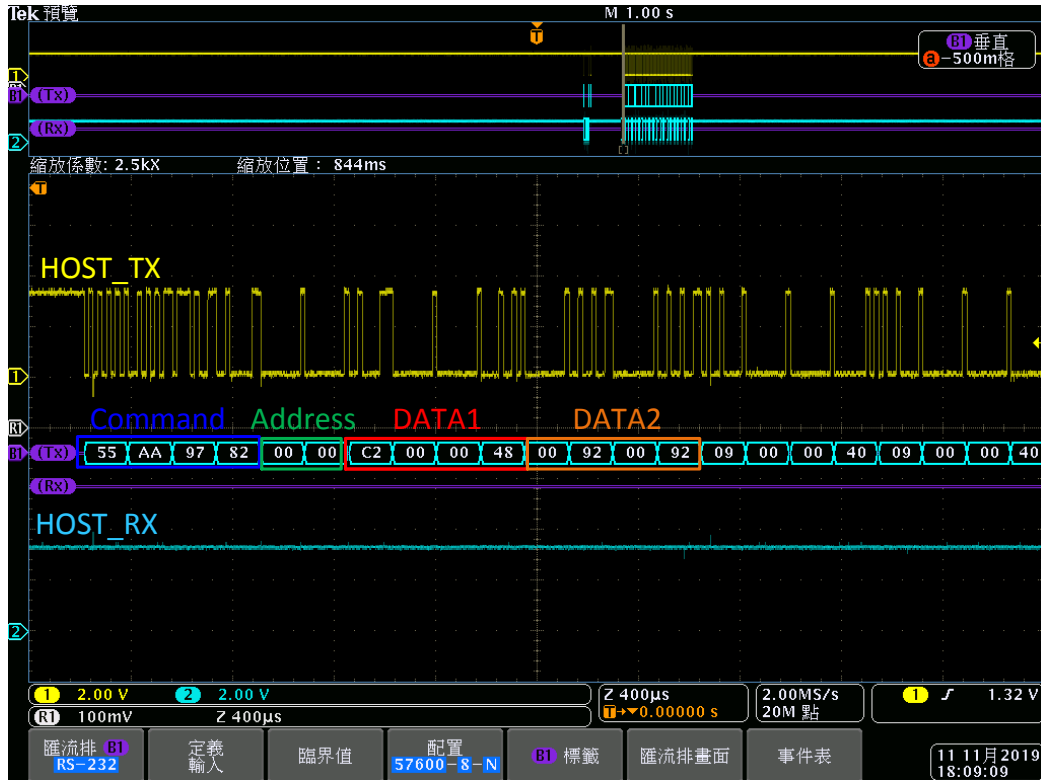 Tek 預覽
M 1.00 s
T
B1 垂直
a -500m格
1
B1 (Tx)
(Rx)
2
縮放係數: 2.5kX 縮放位置: 844ms
T
HOST_TX
1
Command Address DATA1 DATA2
R1
B1 (Tx) 55 AA 97 82 00 00 C2 00 00 48 00 92 00 92 09 00 00 40 09 00 00 40
(Rx)
HOST_RX
2
1 2.00 V 2 2.00 V
R1 100mV Z 400µs
Z 400µs
T→▼0.00000 s
2.00MS/s
20M 點
1 1.32 V
匯流排 B1
RS-232
定義
輸入
臨界值
配置
57600-8-N
B1 標籤
匯流排畫面
事件表
11 11月2019
18:09:09